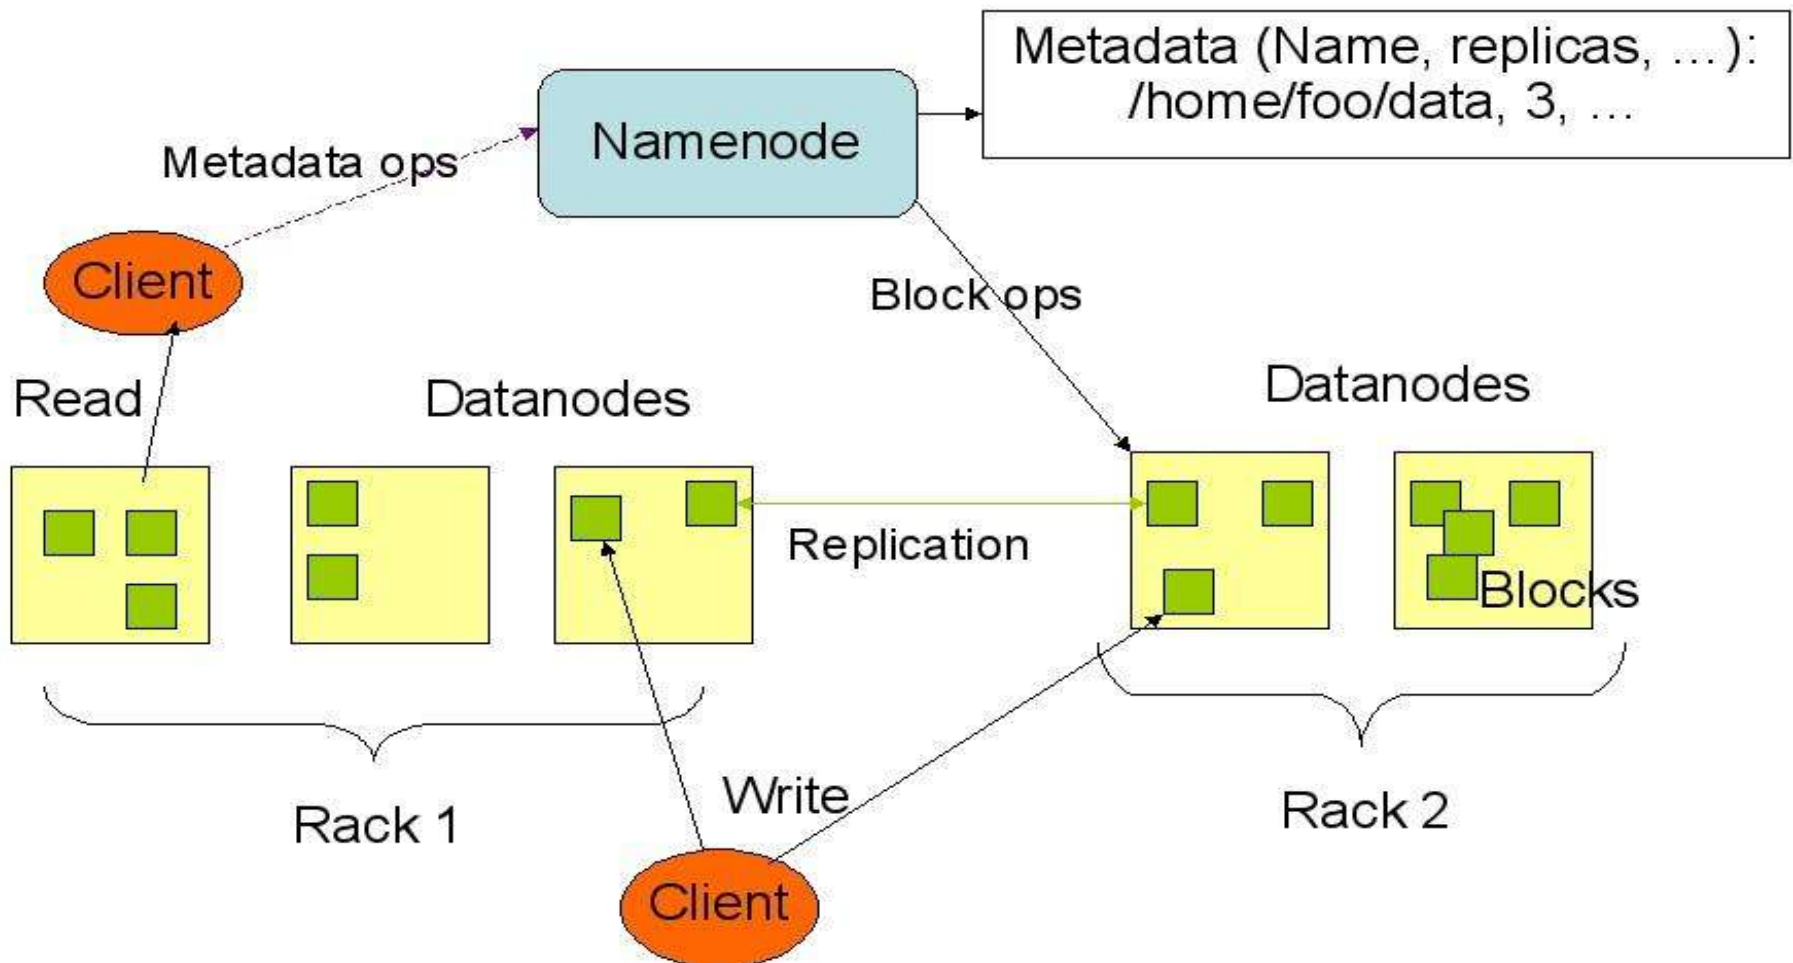 Metadata (Name, replicas, …):
/home/foo/data, 3, …
Namenode
Metadata ops
Client
Block ops
Read
Datanodes
Datanodes
Replication
Blocks
Rack 1
Write
Rack 2
Client